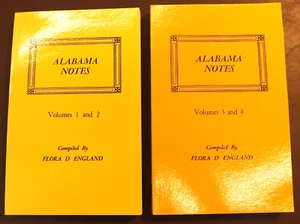 ALABAMA
NOTES
Volumes 1 and 2
Compiled By
FLORA D ENGLAND
ALABAMA
NOTES
Volumes 3 and 4
Compiled By
FLORA D. ENGLAND